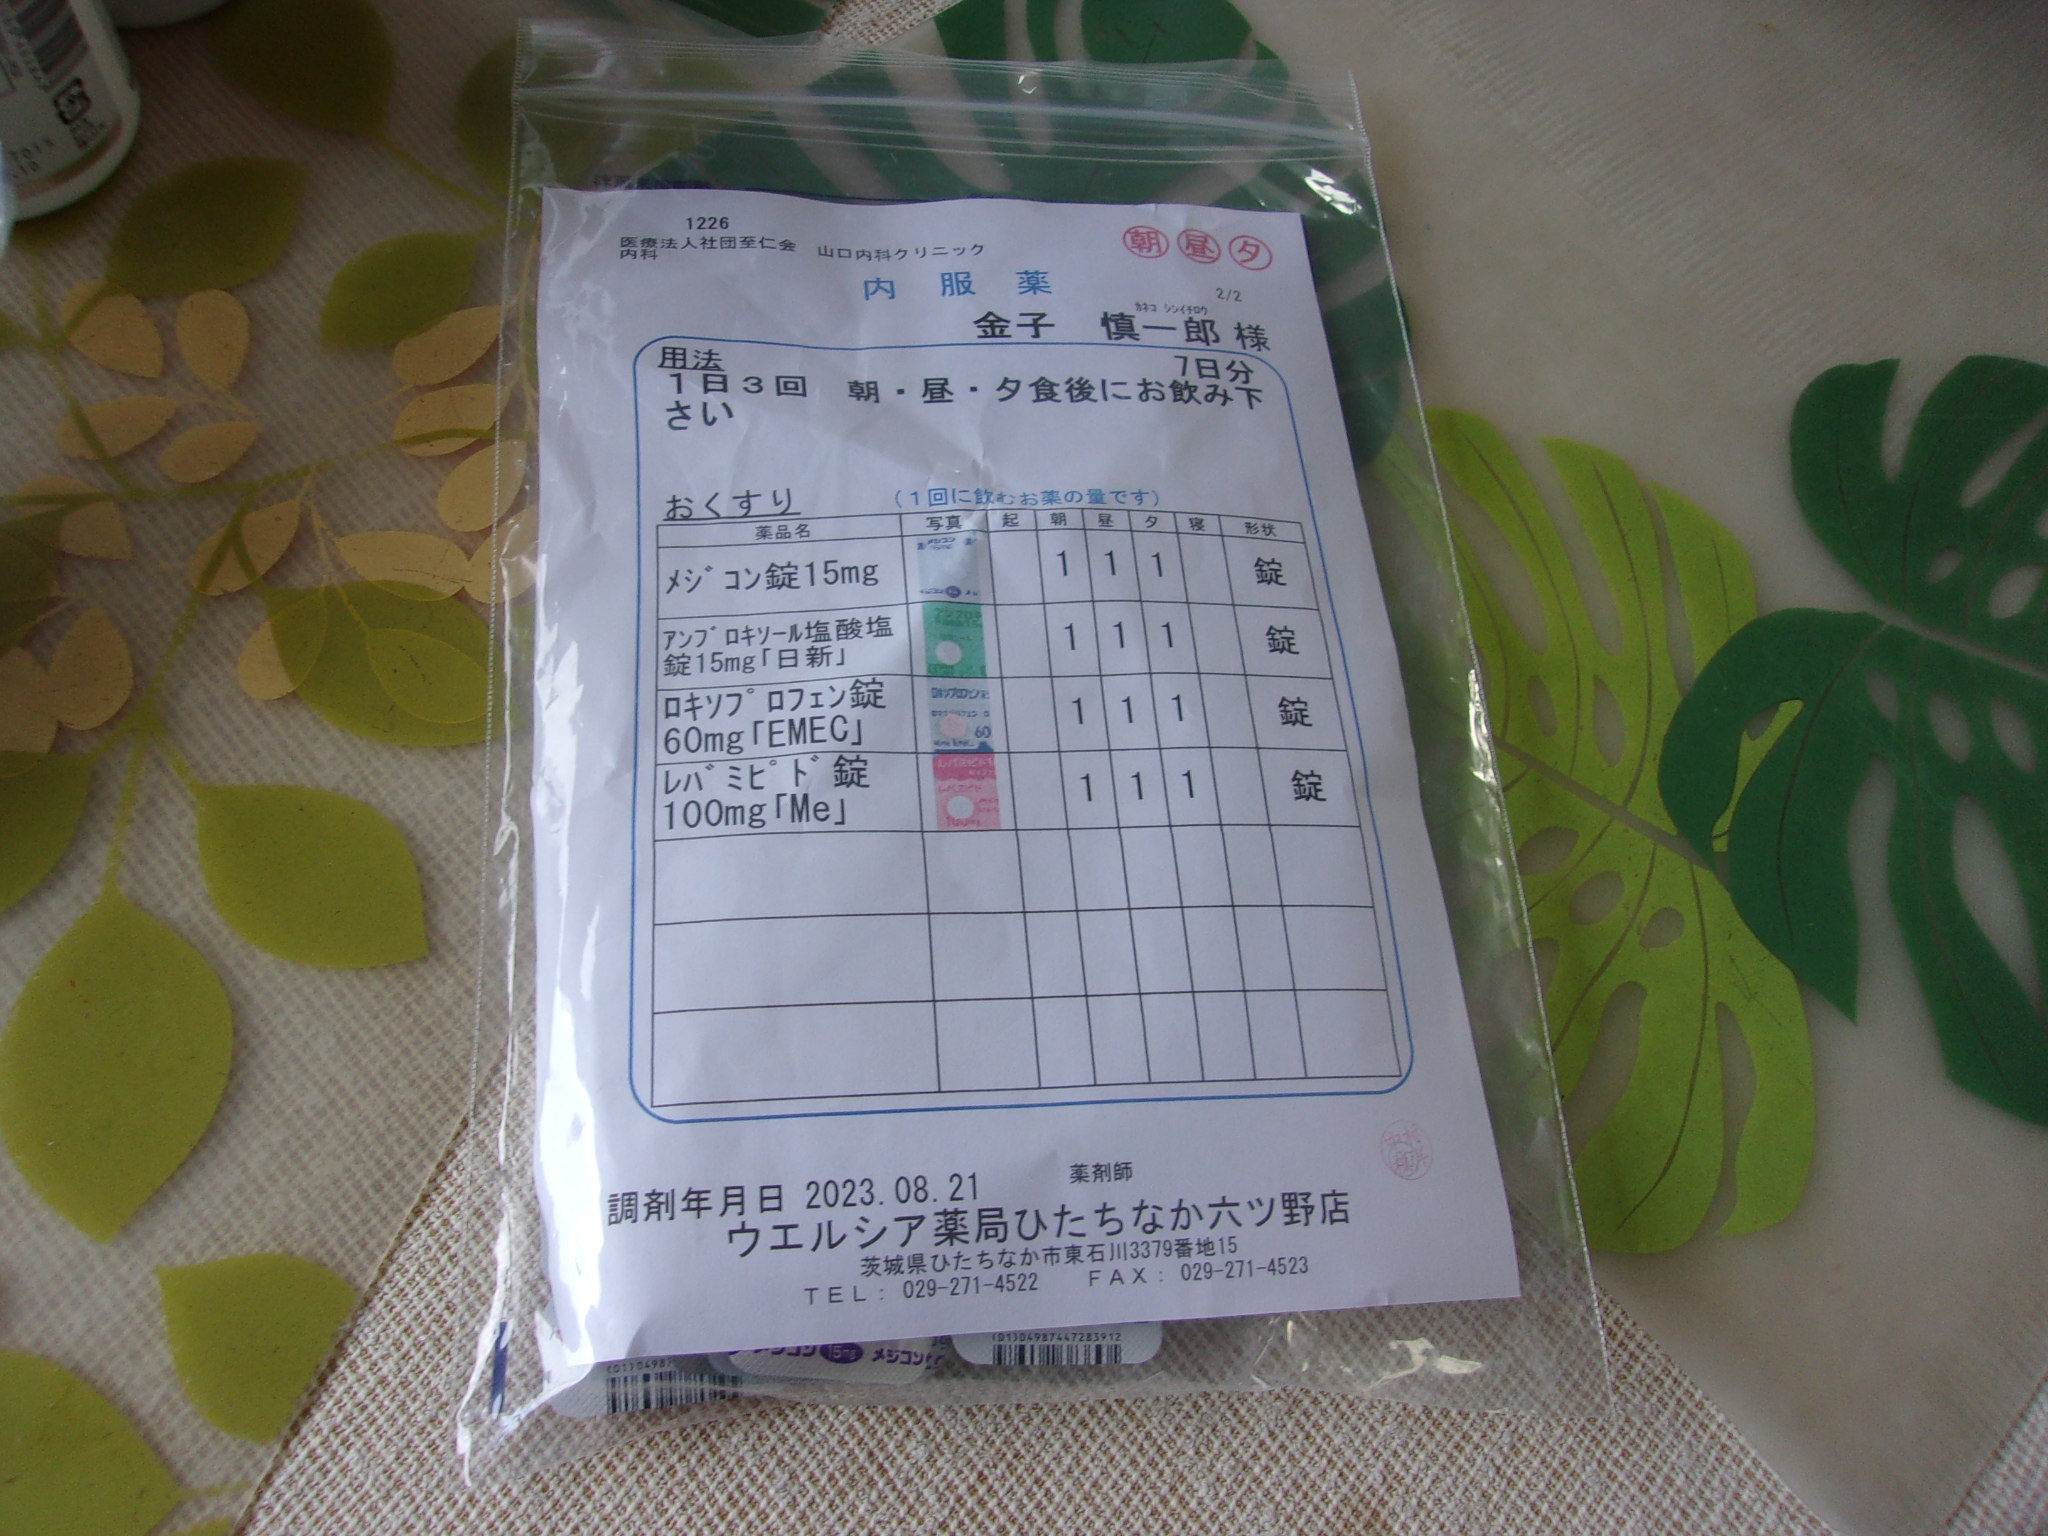 1226
医療法人社団至仁会 山口内科クリニック
内科
朝 昼 夕
内 服 薬
2/2
カネコ シンイチロウ
金子 慎一郎 様
用法 7日分
1日3回 朝・昼・夕食後にお飲み下
さい
おくすり (1回に飲むお薬の量です)
薬品名 写真 起 朝 昼 夕 寝 形状
メジコン錠15mg 1 1 1 錠
アンブロキソール塩酸塩
錠15mg「日新」 1 1 1 錠
ロキソプロフェン錠
60mg「EMEC」 1 1 1 錠
レバミピド錠
100mg「Me」 1 1 1 錠
調剤年月日 2023.08.21 薬剤師
ウエルシア薬局ひたちなか六ツ野店
茨城県ひたちなか市東石川3379番地15
TEL: 029-271-4522 FAX: 029-271-4523
メジコン 15mg メジコン
(01)04987447283912